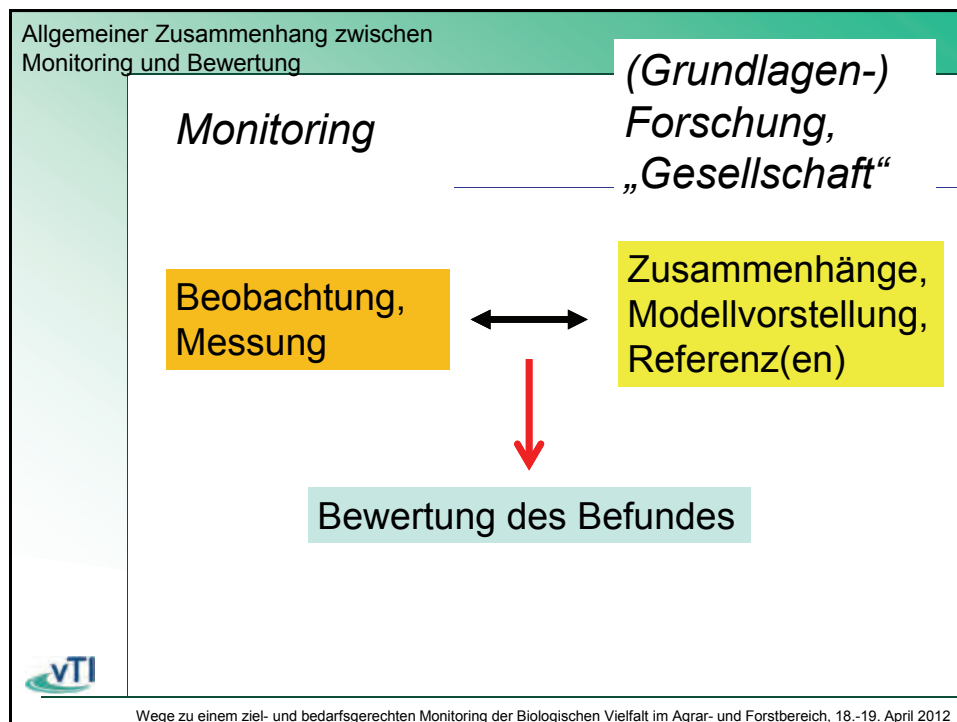 Allgemeiner Zusammenhang zwischen
Monitoring und Bewertung
Monitoring
(Grundlagen-)
Forschung,
„Gesellschaft“
Beobachtung,
Messung
Zusammenhänge,
Modellvorstellung,
Referenz(en)
Bewertung des Befundes
vTI
Wege zu einem ziel- und bedarfsgerechten Monitoring der Biologischen Vielfalt im Agrar- und Forstbereich, 18.-19. April 2012